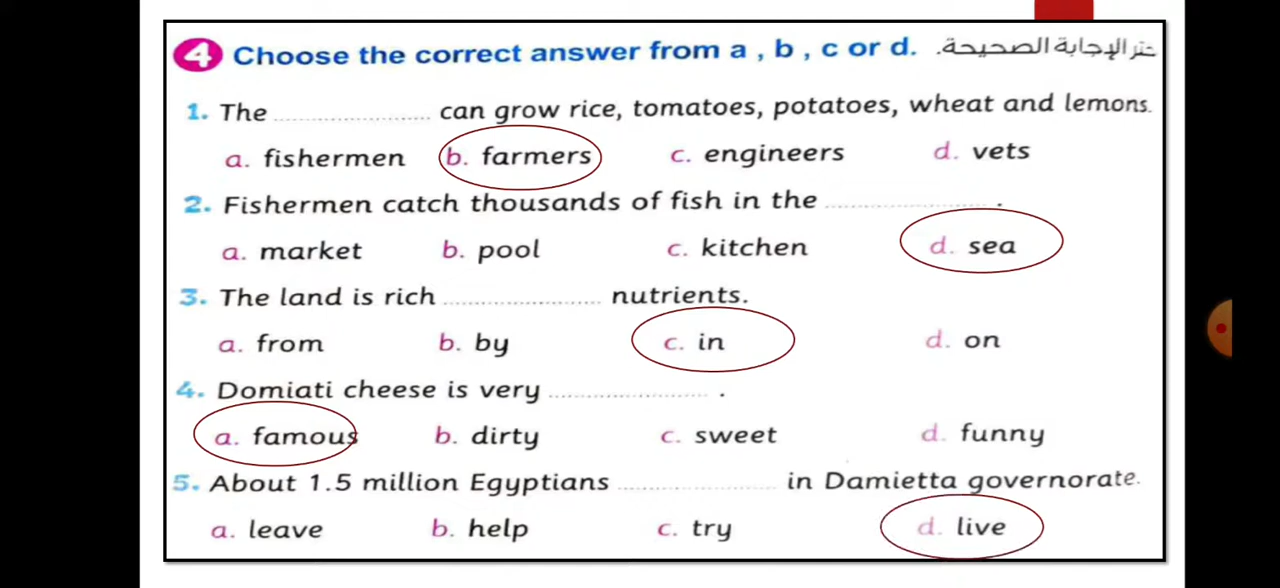 4 Choose the correct answer from a , b , c or d. ختر الإجابة الصحيحة.
1. The .................... can grow rice, tomatoes, potatoes, wheat and lemons.
a. fishermen b. farmers c. engineers d. vets
2. Fishermen catch thousands of fish in the .................... .
a. market b. pool c. kitchen d. sea
3. The land is rich .................... nutrients.
a. from b. by c. in d. on
4. Domiati cheese is very .................... .
a. famous b. dirty c. sweet d. funny
5. About 1.5 million Egyptians .................... in Damietta governorate.
a. leave b. help c. try d. live